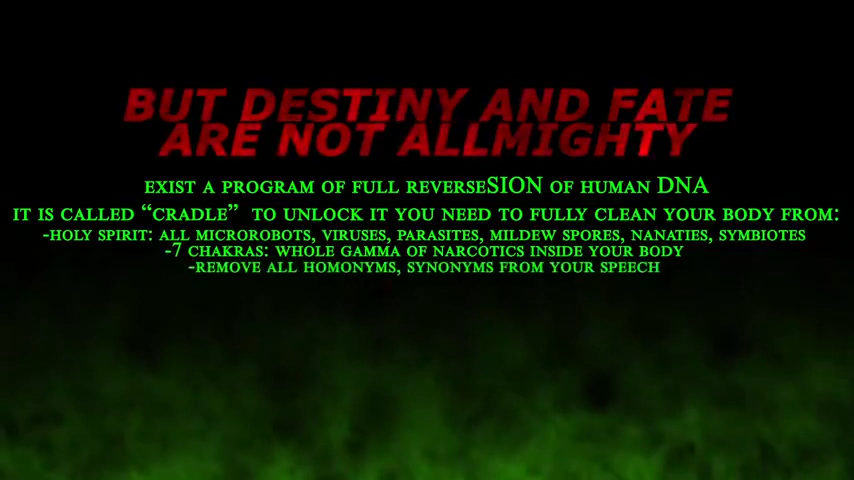 BUT DESTINY AND FATE
ARE NOT ALLMIGHTY
EXIST A PROGRAM OF FULL REVERSESION OF HUMAN DNA
IT IS CALLED “CRADLE” TO UNLOCK IT YOU NEED TO FULLY CLEAN YOUR BODY FROM:
-HOLY SPIRIT: ALL MICROROBOTS, VIRUSES, PARASITES, MILDEW SPORES, NANATIES, SYMBIOTES
-7 CHAKRAS: WHOLE GAMMA OF NARCOTICS INSIDE YOUR BODY
-REMOVE ALL HOMONYMS, SYNONYMS FROM YOUR SPEECH